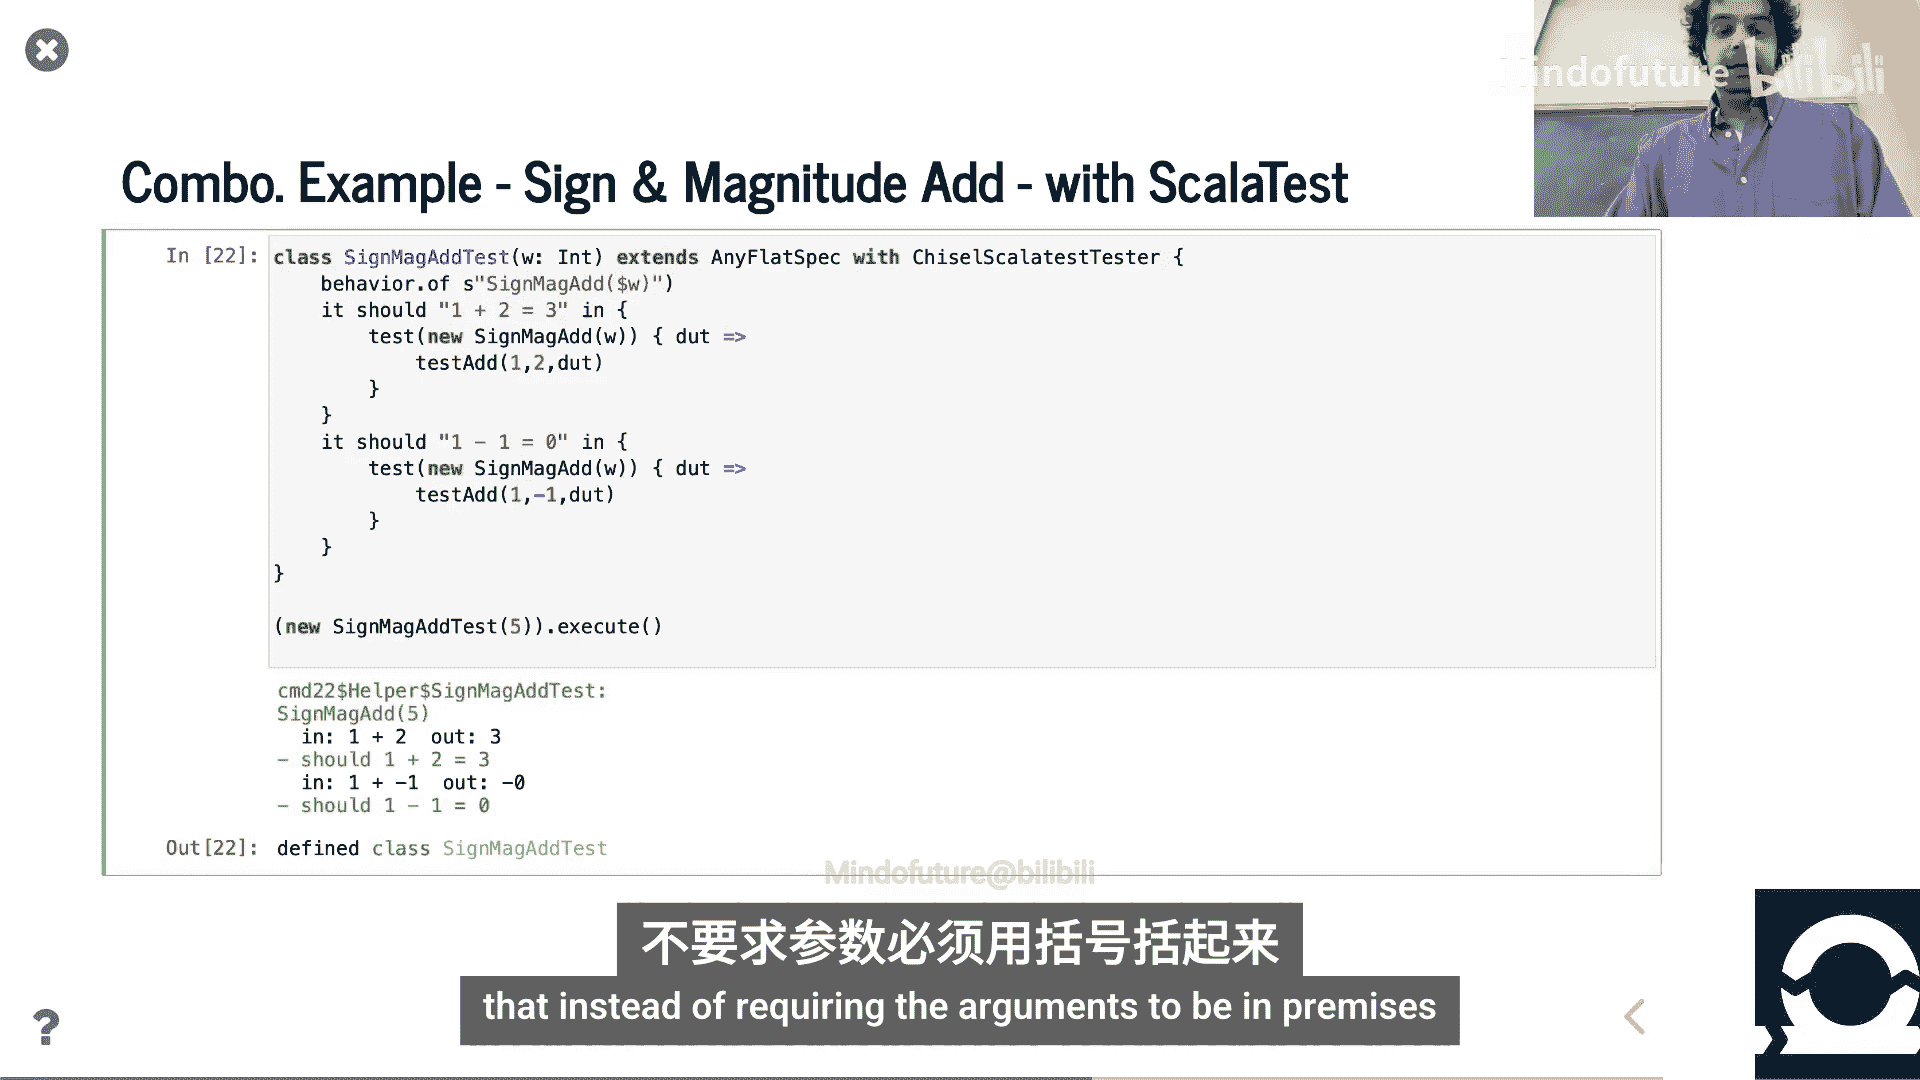 Mindofuture bilibili
Combo. Example - Sign & Magnitude Add - with ScalaTest
In [22]: class SignMagAddTest(w: Int) extends AnyFlatSpec with ChiselScalatestTester {
behavior.of s"SignMagAdd($w)")
it should "1 + 2 = 3" in {
test(new SignMagAdd(w)) { dut =>
testAdd(1,2,dut)
}
}
it should "1 - 1 = 0" in {
test(new SignMagAdd(w)) { dut =>
testAdd(1,-1,dut)
}
}
}
(new SignMagAddTest(5)).execute()
cmd22$Helper$SignMagAddTest:
SignMagAdd(5)
in: 1 + 2  out: 3
- should 1 + 2 = 3
in: 1 + -1  out: -0
- should 1 - 1 = 0
Out[22]: defined class SignMagAddTest
Mindofuture@bilibili
不要求参数必须用括号括起来
that instead of requiring the arguments to be in premises
?